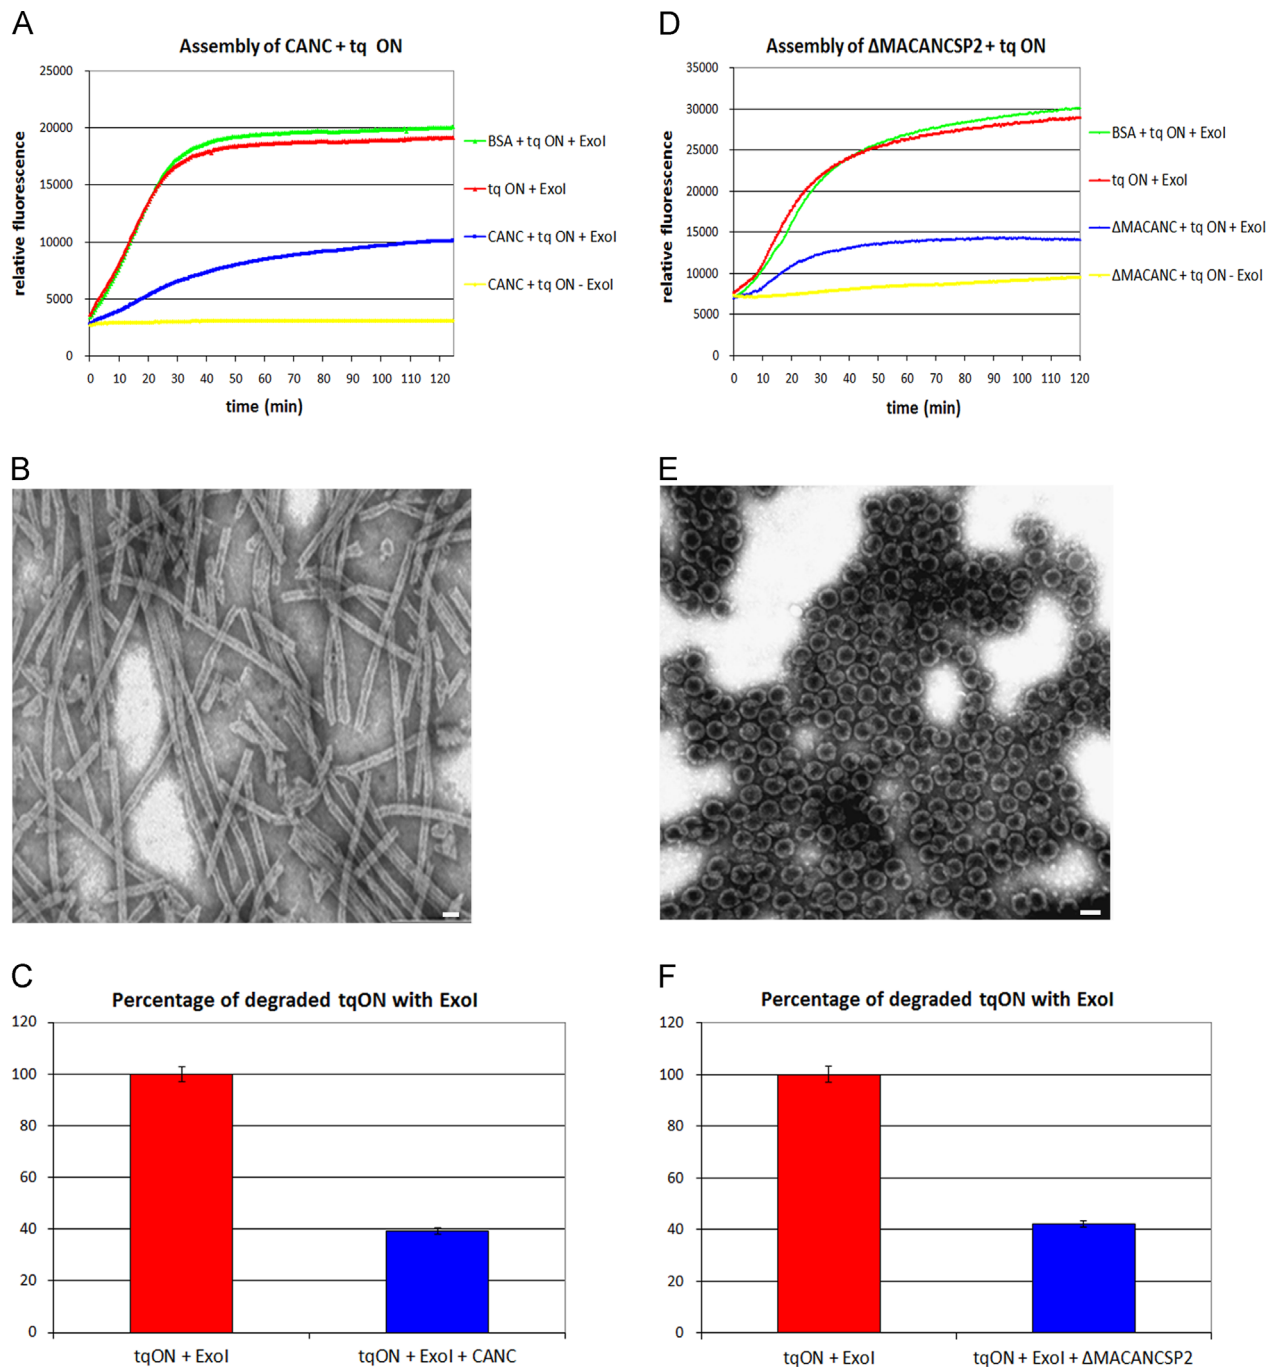 A
Assembly of CANC + tq ON
relative fluorescence
25000
20000
15000
10000
5000
0
0 10 20 30 40 50 60 70 80 90 100 110 120
time (min)
BSA + tq ON + ExoI
tq ON + ExoI
CANC + tq ON + ExoI
CANC + tq ON - ExoI
D
Assembly of ΔMACANCSP2 + tq ON
relative fluorescence
35000
30000
25000
20000
15000
10000
5000
0
0 10 20 30 40 50 60 70 80 90 100 110 120
time (min)
BSA + tq ON + ExoI
tq ON + ExoI
ΔMACANC + tq ON + ExoI
ΔMACANC + tq ON - ExoI
B
E
C
Percentage of degraded tqON with ExoI
120
100
80
60
40
20
0
tqON + ExoI
tqON + ExoI + CANC
F
Percentage of degraded tqON with ExoI
120
100
80
60
40
20
0
tqON + ExoI
tqON + ExoI + ΔMACANCSP2